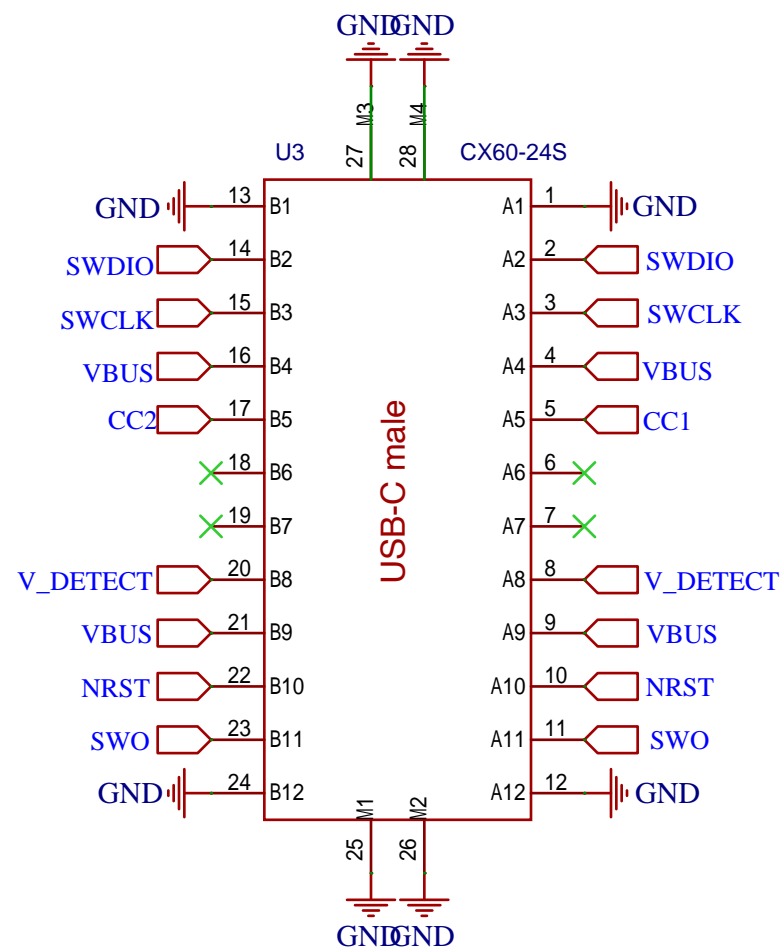 GND GND
M3 M4
27 28
U3 CX60-24S
GND 13 B1 A1 1 GND
SWDIO 14 B2 A2 2 SWDIO
SWCLK 15 B3 A3 3 SWCLK
VBUS 16 B4 A4 4 VBUS
CC2 17 B5 A5 5 CC1
18 B6 A6 6
19 B7 A7 7
USB-C male
V_DETECT 20 B8 A8 8 V_DETECT
VBUS 21 B9 A9 9 VBUS
NRST 22 B10 A10 10 NRST
SWO 23 B11 A11 11 SWO
GND 24 B12 A12 12 GND
M1 M2
25 26
GND GND